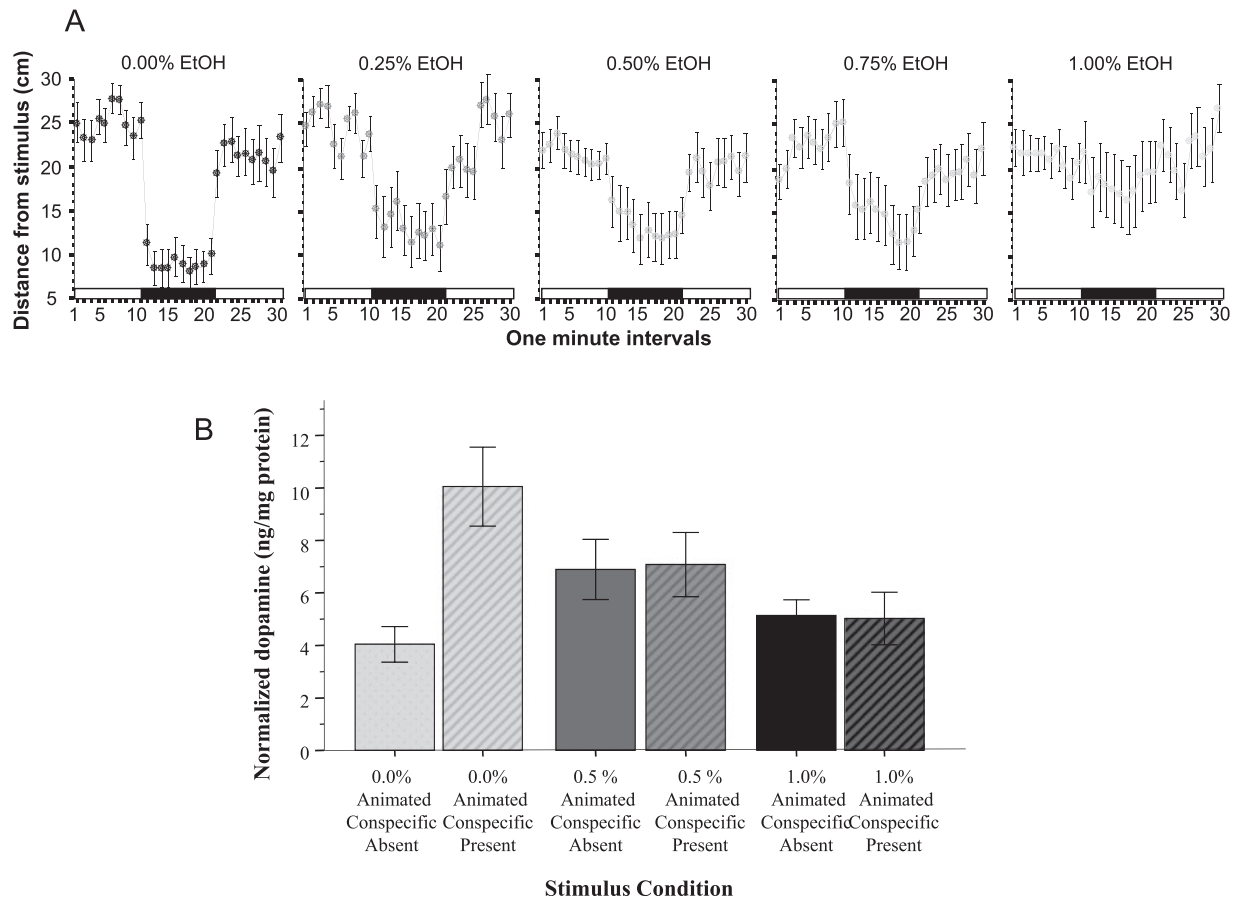 A
0.00% EtOH
0.25% EtOH
0.50% EtOH
0.75% EtOH
1.00% EtOH
Distance from stimulus (cm)
30
25
20
15
10
5
1 5 10 15 20 25 30
1 5 10 15 20 25 30
1 5 10 15 20 25 30
1 5 10 15 20 25 30
1 5 10 15 20 25 30
One minute intervals
B
Normalized dopamine (ng/mg protein)
12
10
8
6
4
2
0
0.0%
Animated
Conspecific
Absent
0.0%
Animated
Conspecific
Present
0.5 %
Animated
Conspecific
Absent
0.5 %
Animated
Conspecific
Present
1.0%
Animated
Conspecific
Absent
1.0%
Animated
Conspecific
Present
Stimulus Condition